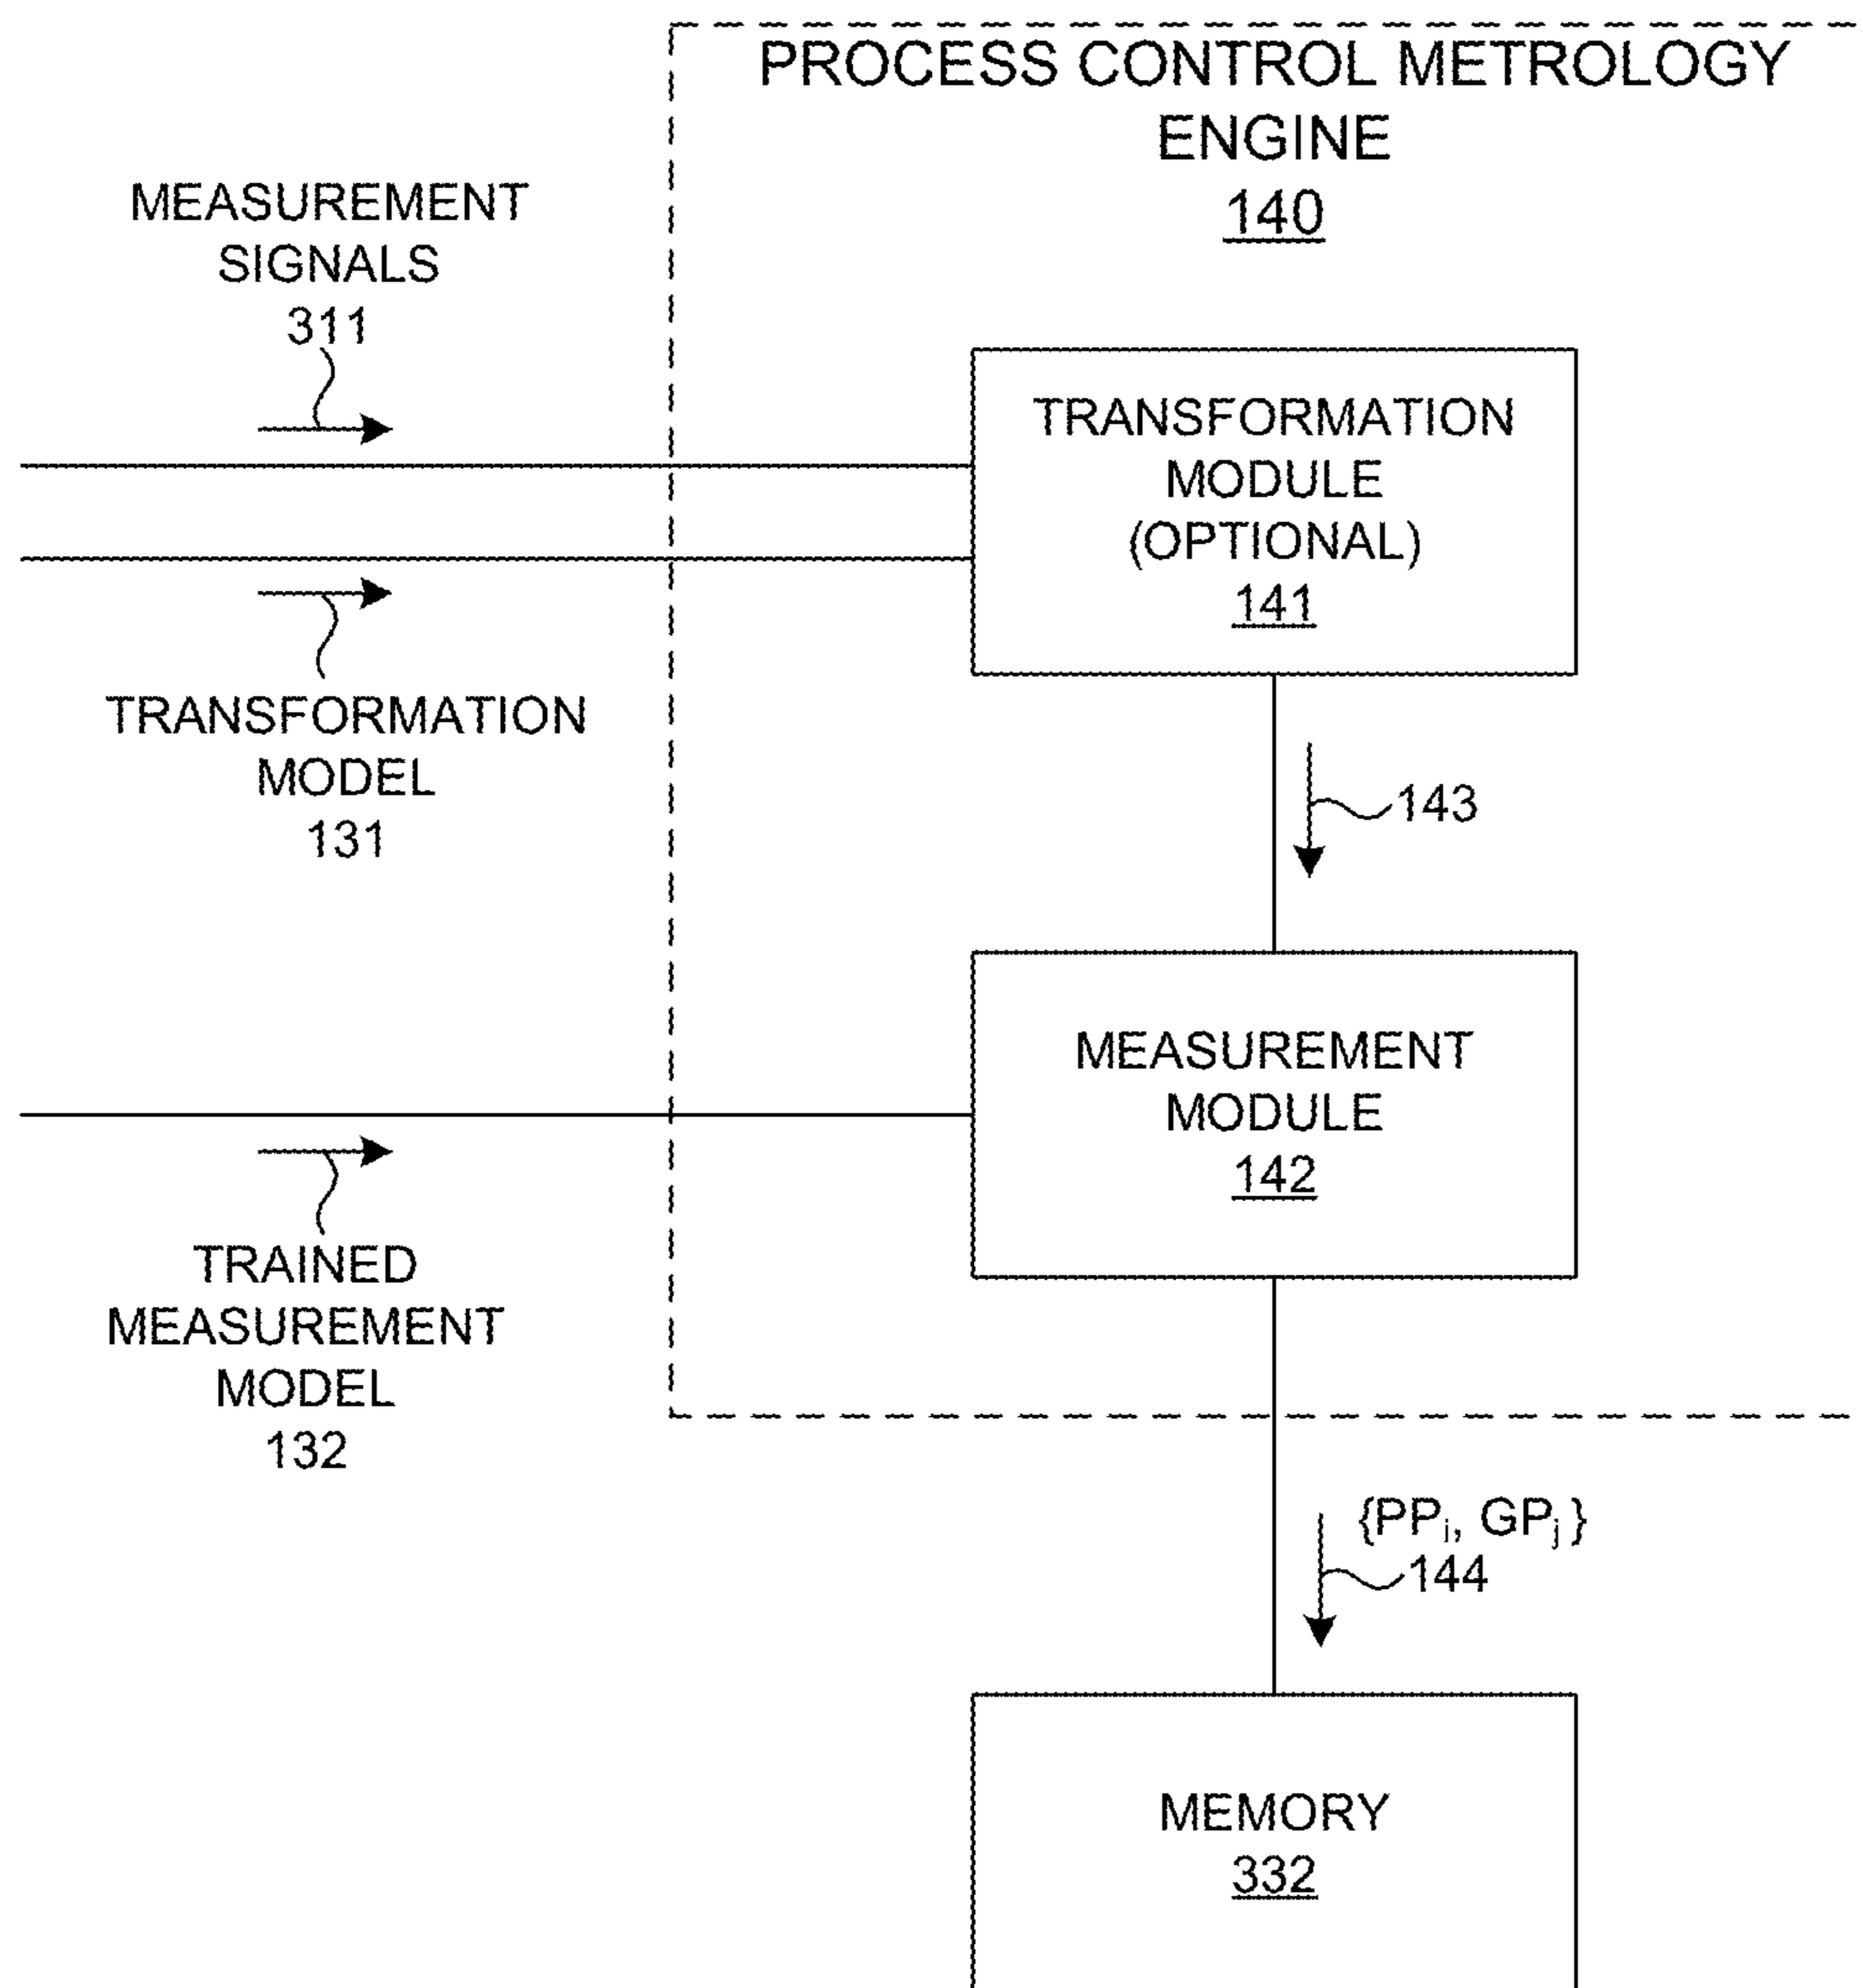 PROCESS CONTROL METROLOGY
ENGINE
140
MEASUREMENT
SIGNALS
311
TRANSFORMATION
MODULE
(OPTIONAL)
141
TRANSFORMATION
MODEL
131
143
MEASUREMENT
MODULE
142
TRAINED
MEASUREMENT
MODEL
132
{PPi, GPj}
144
MEMORY
332